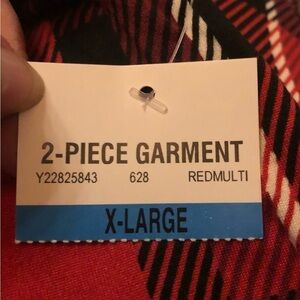 2-PIECE GARMENT
Y22825843 628 REDMULTI
X-LARGE